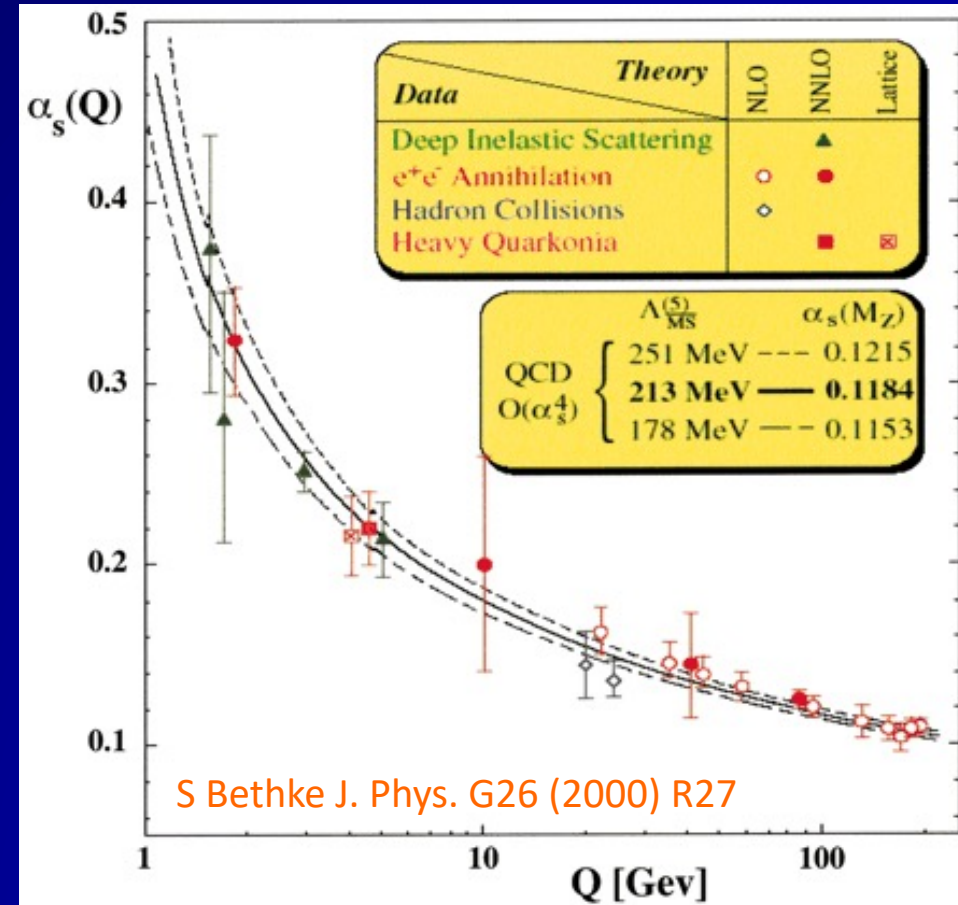 0.5
αs(Q)
0.4
0.3
0.2
0.1
Data Theory NLO NNLO Lattice
Deep Inelastic Scattering
e⁺e⁻ Annihilation
Hadron Collisions
Heavy Quarkonia
Λ(5)MS αs(MZ)
251 MeV 0.1215
QCD 213 MeV 0.1184
O(αs⁴) 178 MeV 0.1153
S Bethke J. Phys. G26 (2000) R27
1 10 100
Q [Gev]